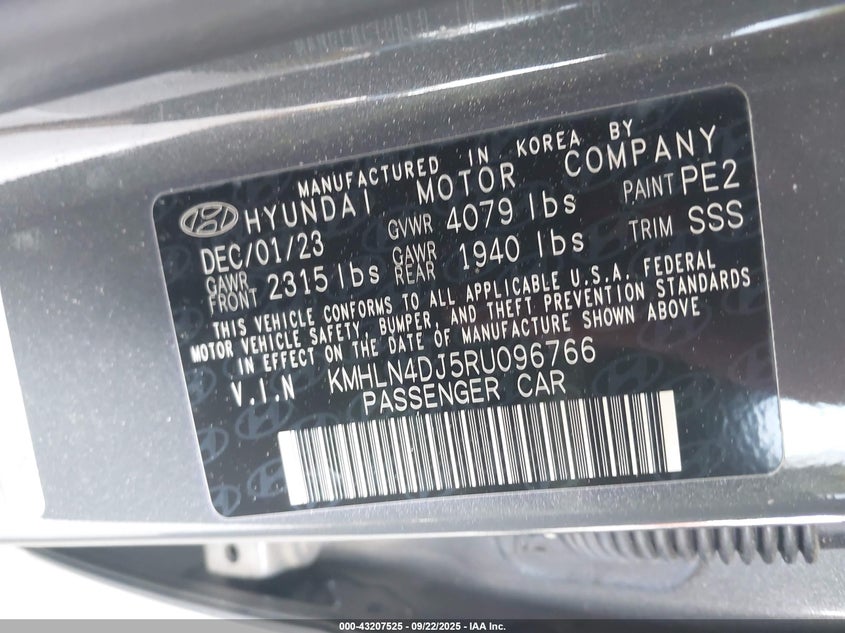 MANUFACTURED IN KOREA BY
HYUNDAI MOTOR COMPANY
DEC/01/23 GVWR 4079 lbs PAINT PE2
GAWR FRONT 2315 lbs GAWR REAR 1940 lbs TRIM SSS
THIS VEHICLE CONFORMS TO ALL APPLICABLE U.S.A. FEDERAL
MOTOR VEHICLE SAFETY, BUMPER, AND THEFT PREVENTION STANDARDS
IN EFFECT ON THE DATE OF MANUFACTURE SHOWN ABOVE
V.I.N KMHLN4DJ5RU096766
PASSENGER CAR
000-43207525 - 09/22/2025 - IAA Inc.